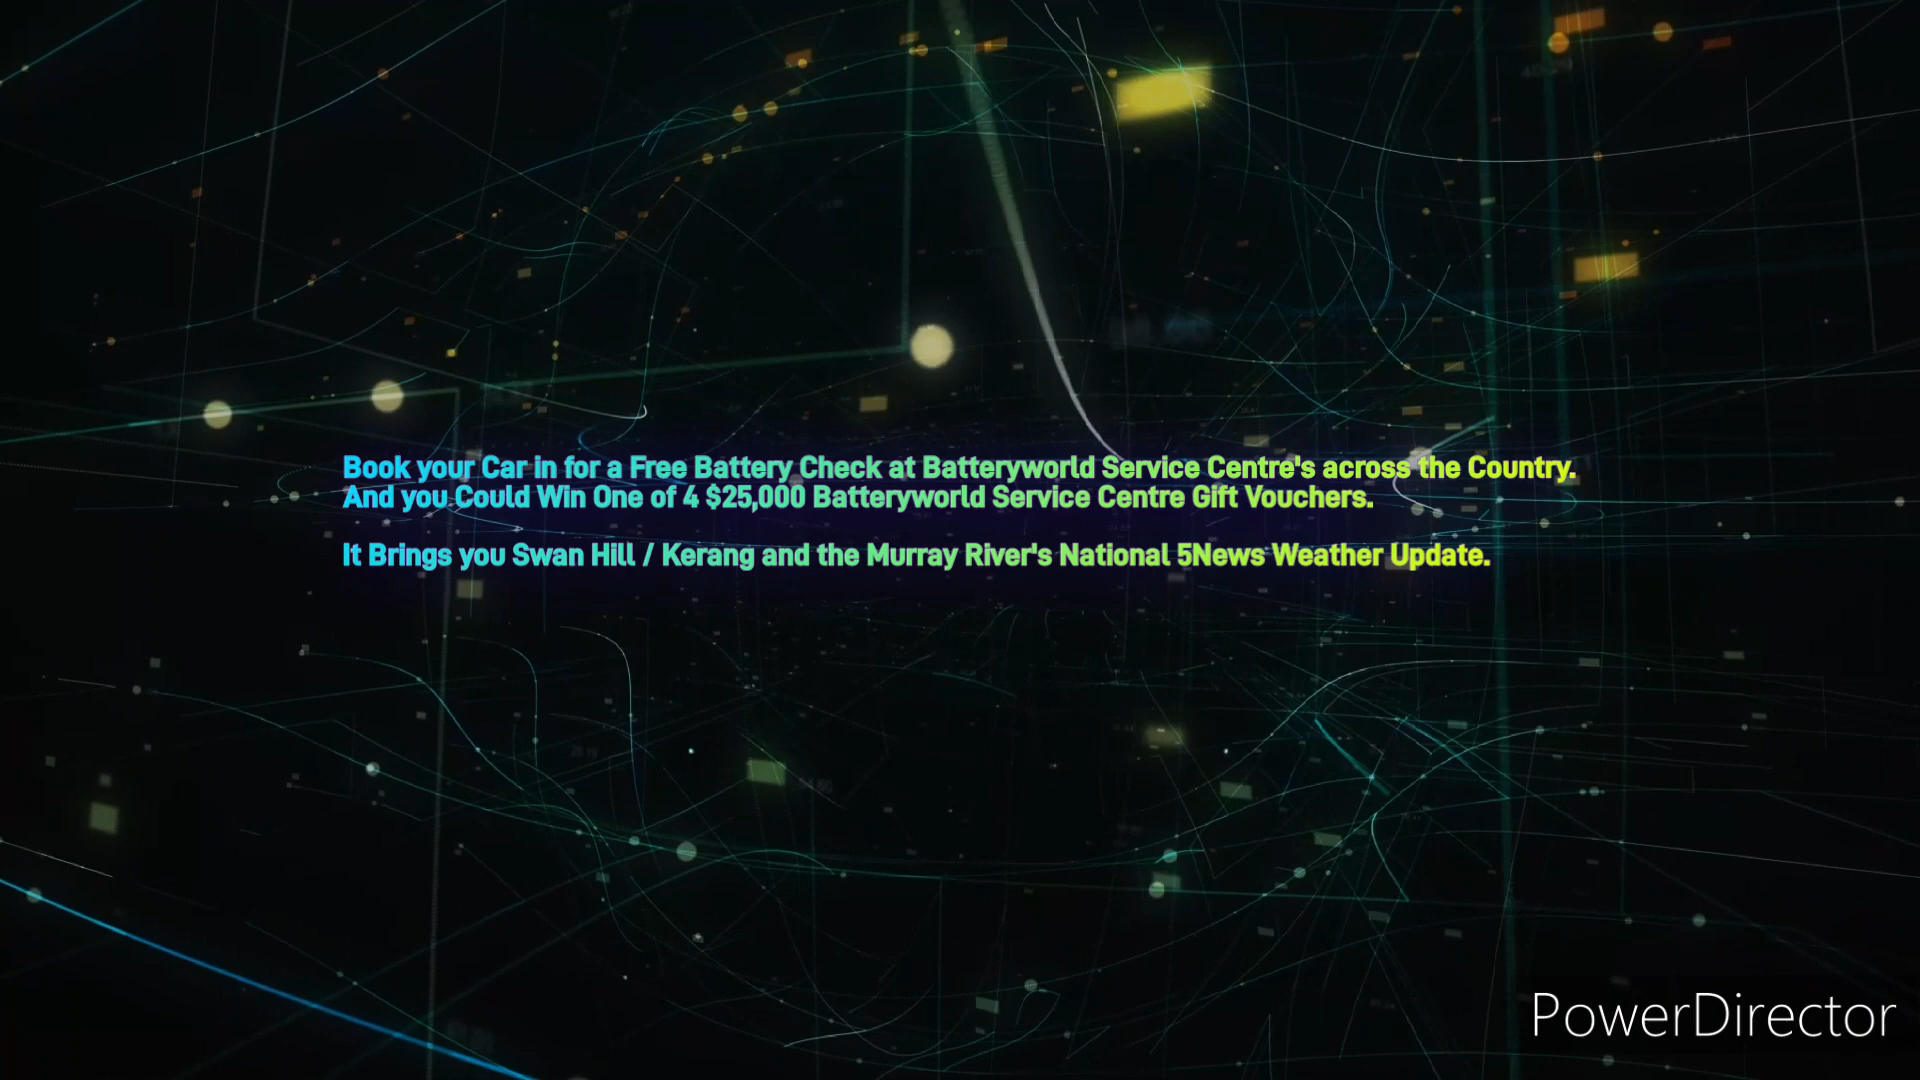 Book your Car in for a Free Battery Check at Batteryworld Service Centre's across the Country.
And you Could Win One of 4 $25,000 Batteryworld Service Centre Gift Vouchers.
It Brings you Swan Hill / Kerang and the Murray River's National 5News Weather Update.
PowerDirector